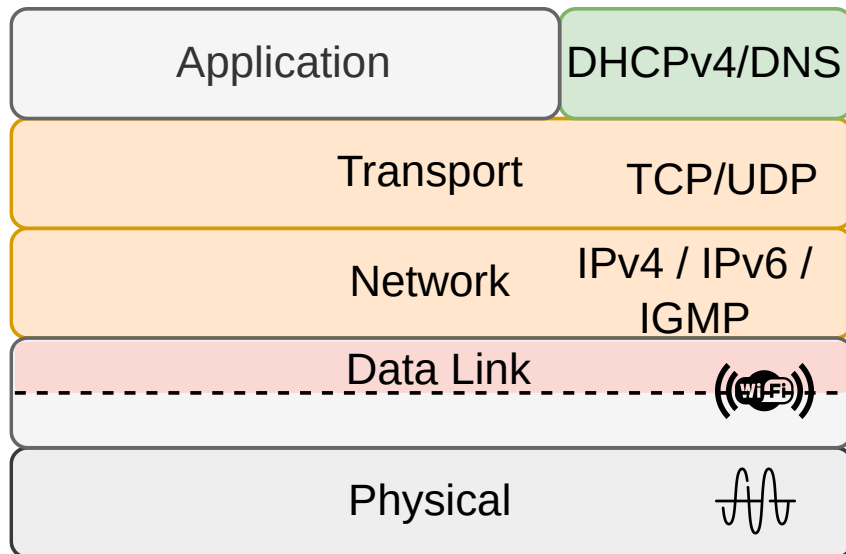 Application
DHCPv4/DNS
Transport
TCP/UDP
Network
IPv4 / IPv6 /
IGMP
Data Link
Wi Fi
Physical